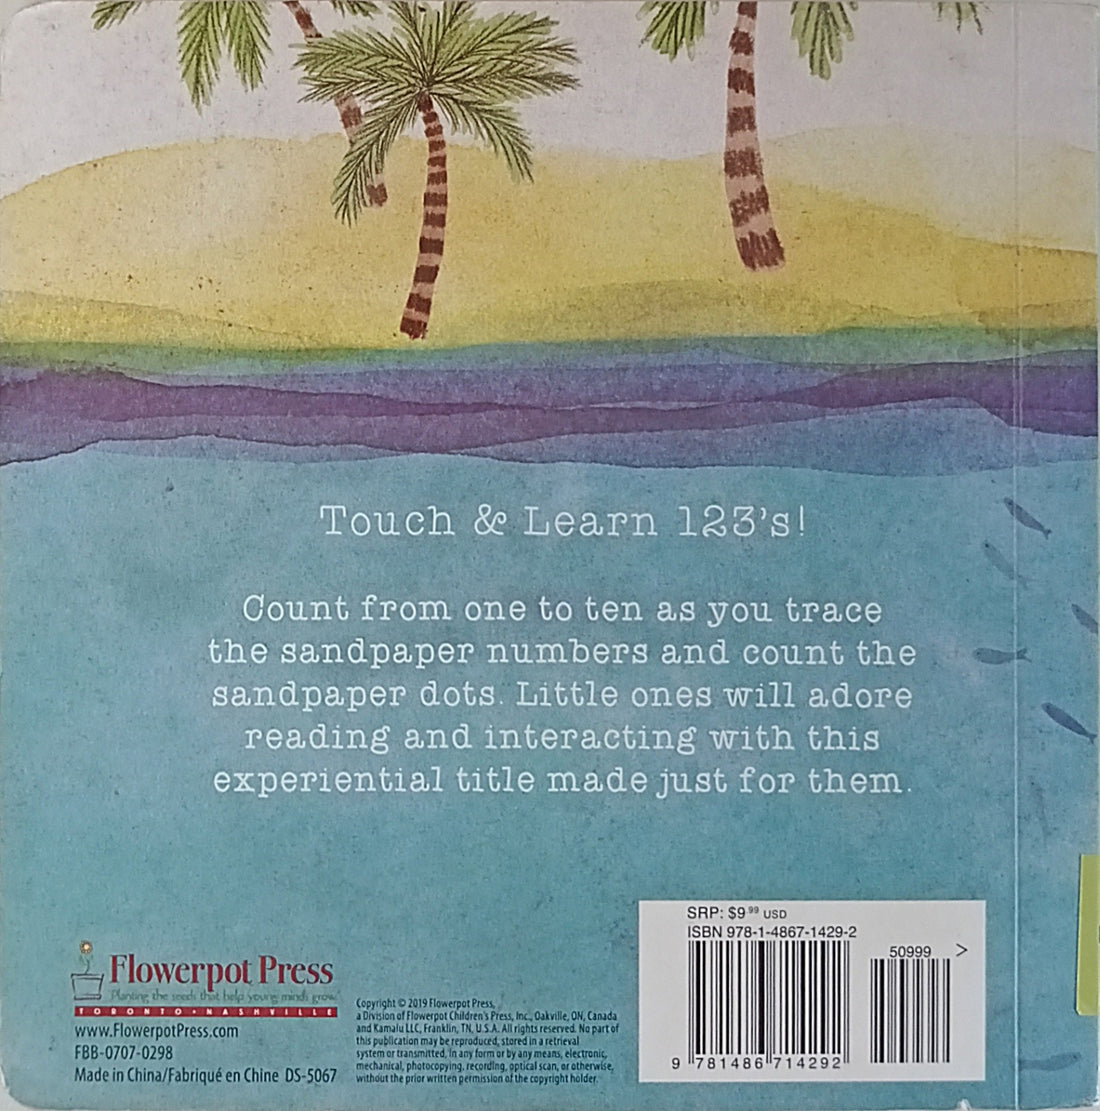 Touch & Learn 123's!
Count from one to ten as you trace
the sandpaper numbers and count the
sandpaper dots. Little ones will adore
reading and interacting with this
experiential title made just for them.
Flowerpot Press
Planting the seeds that help young minds grow
TORONTO • NASHVILLE
www.FlowerpotPress.com
FBB-0707-0298
Made in China/Fabriqué en Chine DS-5067
Copyright © 2019 Flowerpot Press,
a Division of Flowerpot Children's Press, Inc., Oakville, ON, Canada
and Kamalu LLC, Franklin, TN, U.S.A. All rights reserved. No part of
this publication may be reproduced, stored in a retrieval
system or transmitted, in any form or by any means, electronic,
mechanical, photocopying, recording, optical scan, or otherwise,
without the prior written permission of the copyright holder.
SRP: $9.99 USD
ISBN 978-1-4867-1429-2
50999 >
9 781486 714292